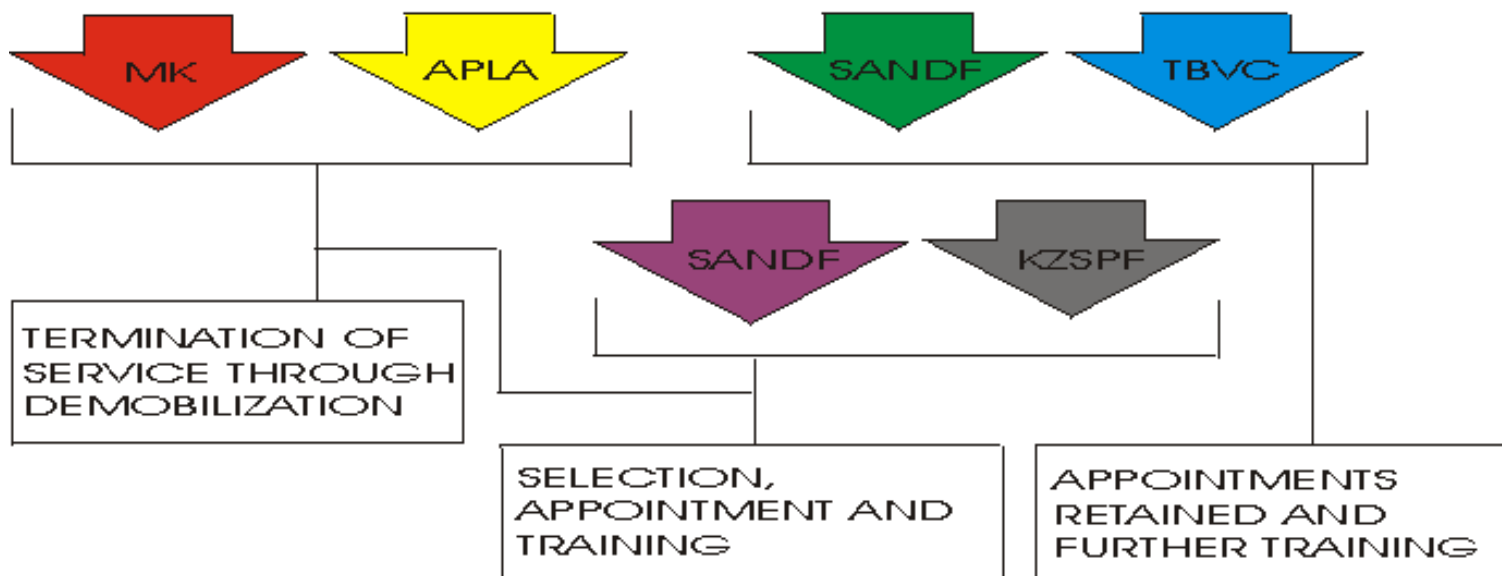 MK
APLA
SANDF
TBVC
SANDF
KZSPF
TERMINATION OF
SERVICE THROUGH
DEMOBILIZATION
SELECTION,
APPOINTMENT AND
TRAINING
APPOINTMENTS
RETAINED AND
FURTHER TRAINING